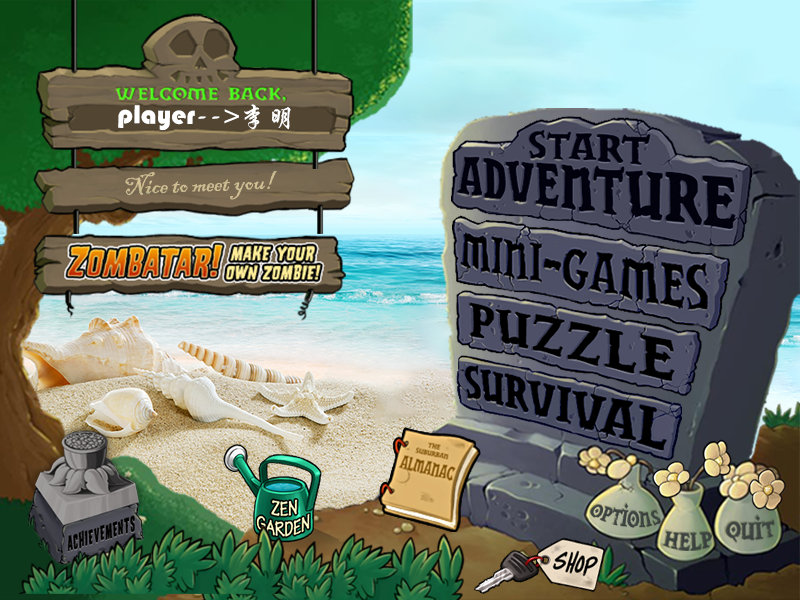 WELCOME BACK,
player-->李明
Nice to meet you!
ZOMBATAR! MAKE YOUR
OWN ZOMBIE!
START
ADVENTURE
MINI-GAMES
PUZZLE
SURVIVAL
THE
SUBURBAN
ALMANAC
ZEN
GARDEN
ACHIEVEMENTS
OPTIONS
HELP
QUIT
SHOP